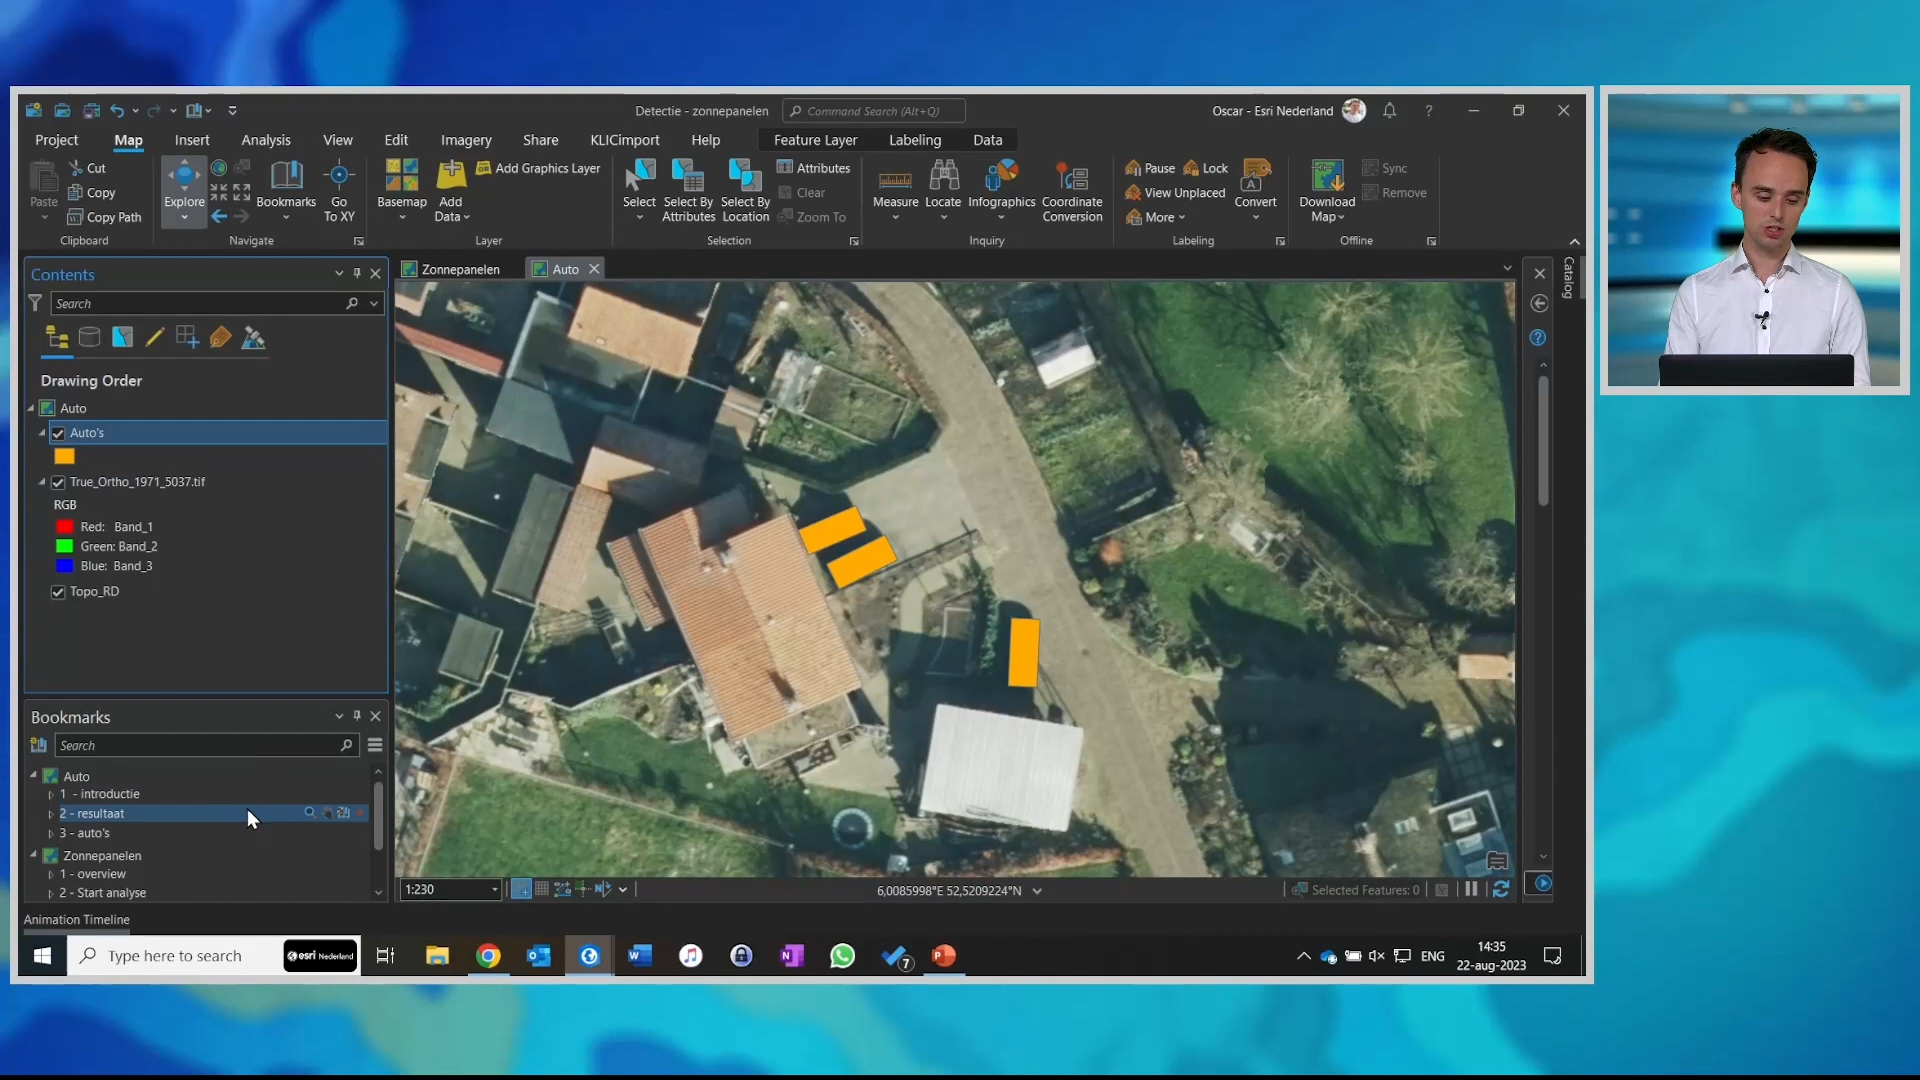 Detectie - zonnepanelen
Command Search (Alt+Q)
Oscar - Esri Nederland
?
Project
Map
Insert
Analysis
View
Edit
Imagery
Share
KLICimport
Help
Feature Layer
Labeling
Data
Paste
Cut
Copy
Copy Path
Clipboard
Explore
Bookmarks
Go
To XY
Navigate
Basemap
Add
Data
Add Graphics Layer
Layer
Select
Select By
Attributes
Select By
Location
Attributes
Clear
Zoom To
Selection
Measure
Locate
Infographics
Coordinate
Conversion
Inquiry
Pause
Lock
View Unplaced
More
Convert
Labeling
Download
Map
Sync
Remove
Offline
Contents
Search
Drawing Order
Auto
Auto's
True_Ortho_1971_5037.tif
RGB
Red: Band_1
Green: Band_2
Blue: Band_3
Topo_RD
Zonnepanelen
Auto
Catalog
Bookmarks
Search
Auto
1 - introductie
2 - resultaat
3 - auto's
Zonnepanelen
1 - overview
2 - Start analyse
1:230
6,0085998°E 52,5209224°N
Selected Features: 0
Animation Timeline
Type here to search
esri Nederland
7
ENG
14:35
22-aug-2023